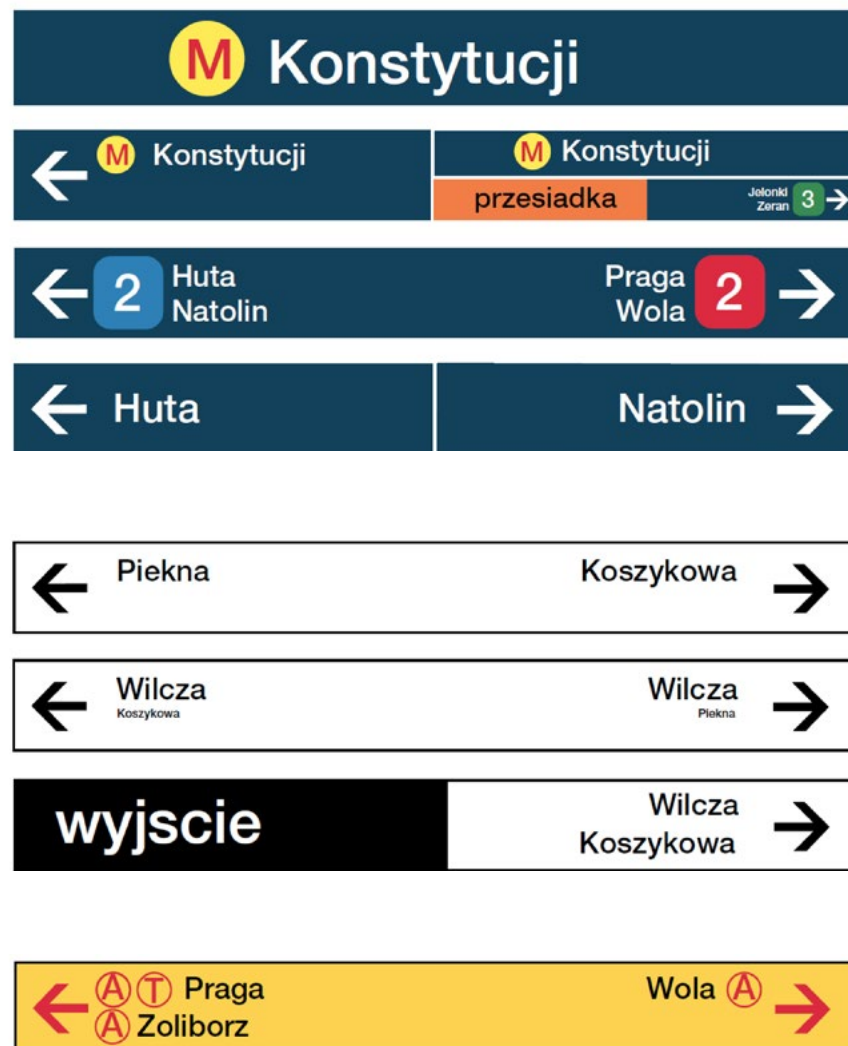 M Konstytucji
M Konstytucji
M Konstytucji
przesiadka
Jelonki
Zeran 3
2 Huta
Natolin
Praga 2
Wola
Huta
Natolin
Piekna
Koszykowa
Wilcza
Koszykowa
Wilcza
Piekna
wyjscie
Wilcza
Koszykowa
A T Praga
A Zoliborz
Wola A